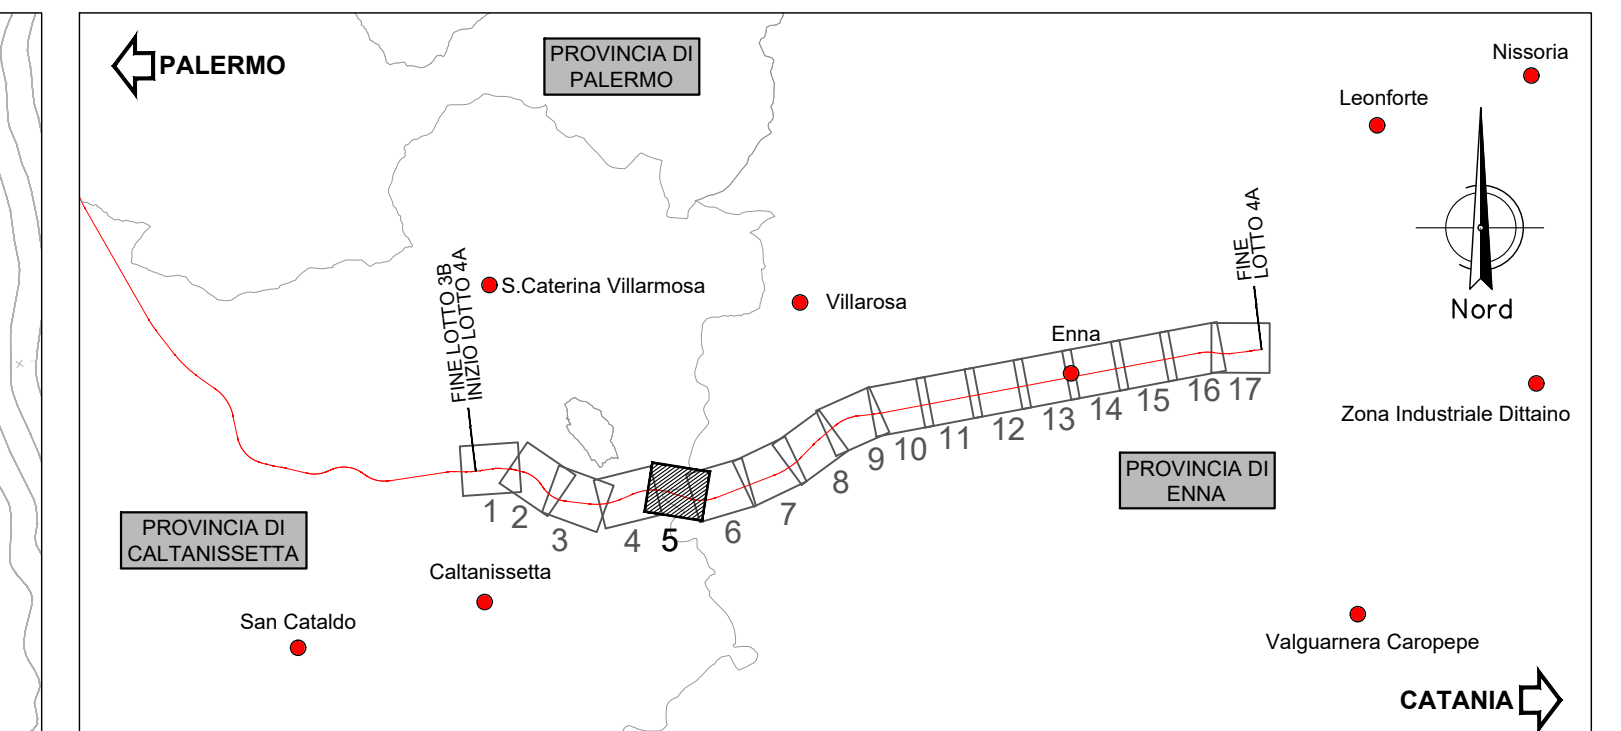 PALERMO
PROVINCIA DI
PALERMO
Nissoria
Leonforte
Nord
FINE LOTTO 3B
INIZIO LOTTO 4A
S.Caterina Villarmosa
Villarosa
Enna
FINE
LOTTO 4A
Zona Industriale Dittaino
1
2
3
4
5
6
7
8
9
10
11
12
13
14
15
16
17
PROVINCIA DI
ENNA
PROVINCIA DI
CALTANISSETTA
Caltanissetta
San Cataldo
Valguarnera Caropepe
CATANIA